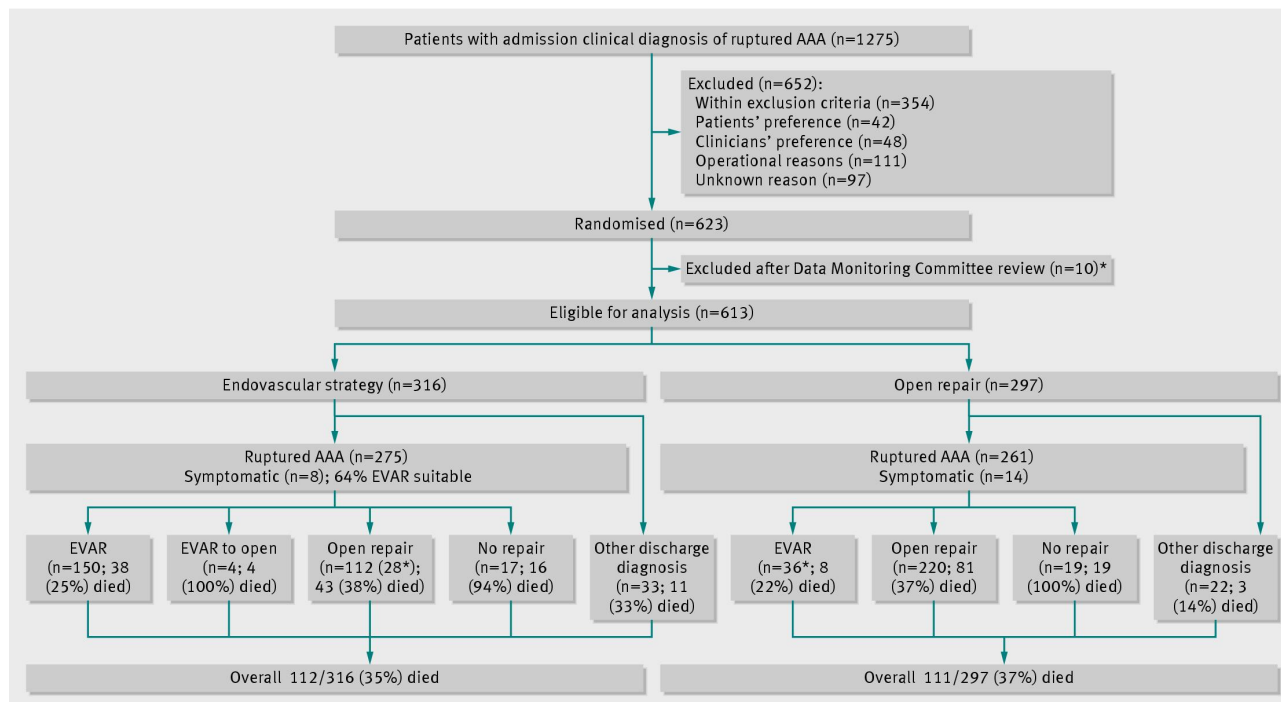 Patients with admission clinical diagnosis of ruptured AAA (n=1275)
Excluded (n=652):
Within exclusion criteria (n=354)
Patients’ preference (n=42)
Clinicians’ preference (n=48)
Operational reasons (n=111)
Unknown reason (n=97)
Randomised (n=623)
Excluded after Data Monitoring Committee review (n=10)*
Eligible for analysis (n=613)
Endovascular strategy (n=316)
Open repair (n=297)
Ruptured AAA (n=275)
Symptomatic (n=8); 64% EVAR suitable
Ruptured AAA (n=261)
Symptomatic (n=14)
EVAR
(n=150; 38
(25%) died)
EVAR to open
(n=4; 4
(100%) died)
Open repair
(n=112 (28*);
43 (38%) died)
No repair
(n=17; 16
(94%) died)
Other discharge
diagnosis
(n=33; 11
(33%) died)
EVAR
(n=36*; 8
(22%) died)
Open repair
(n=220; 81
(37%) died)
No repair
(n=19; 19
(100%) died)
Other discharge
diagnosis
(n=22; 3
(14%) died)
Overall 112/316 (35%) died
Overall 111/297 (37%) died